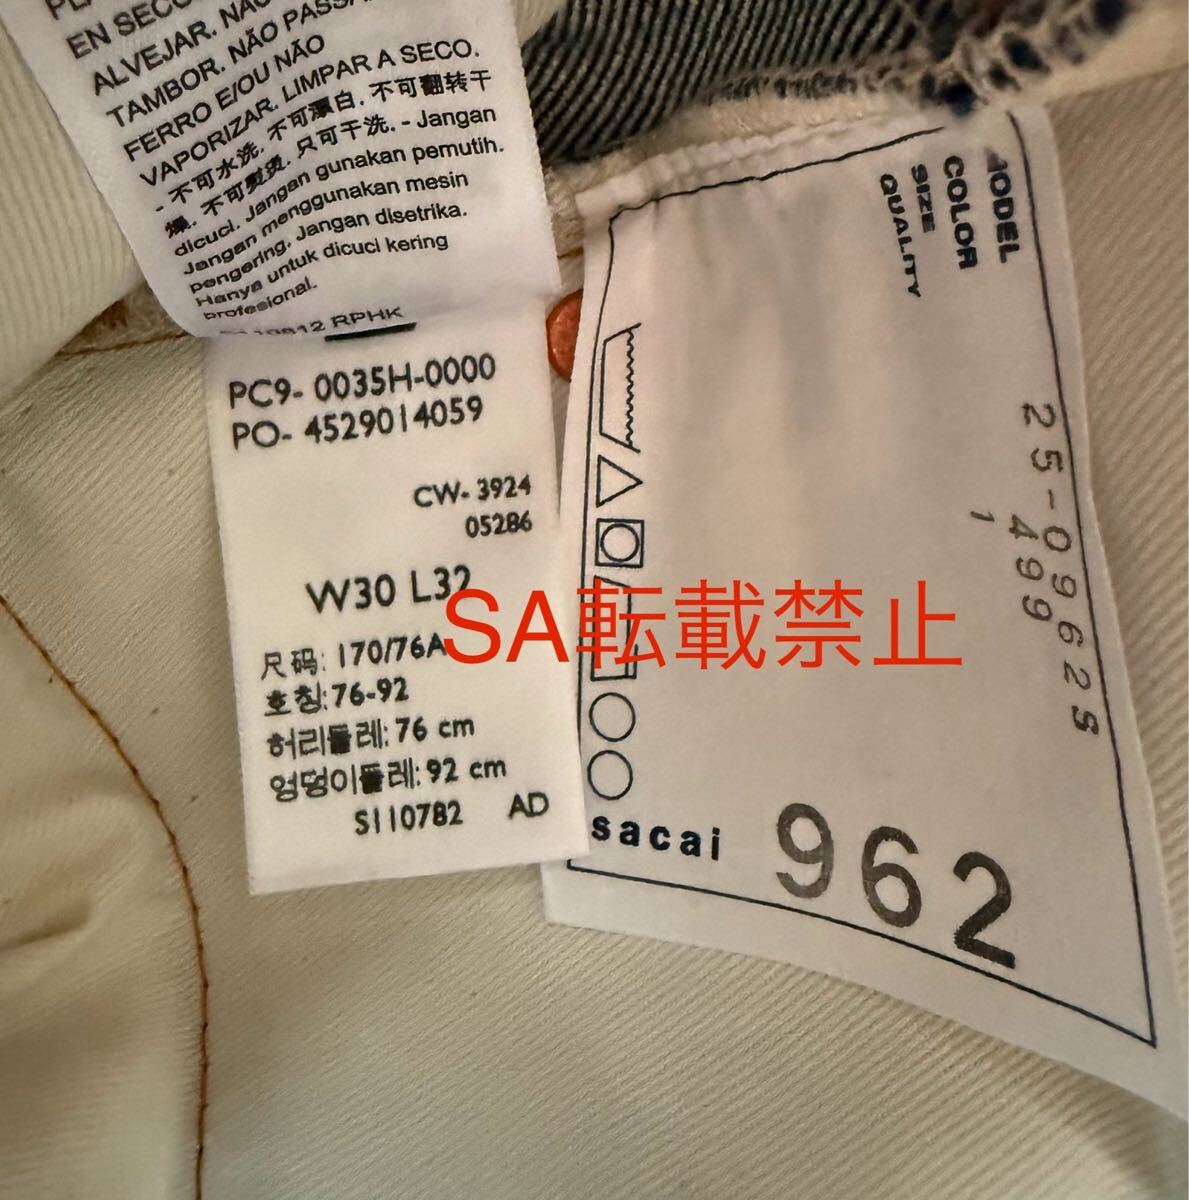 EN SECO
ALVEJAR. NÃO
TAMBOR. NÃO PASSA
FERRO E/OU NÃO
VAPORIZAR. LIMPAR A SECO.
- 不可水洗. 不可漂白. 不可翻转干
燥. 不可熨烫. 只可干洗. - Jangan
dicuci. Jangan gunakan pemutih.
Jangan menggunakan mesin
pengering. Jangan disetrika.
Hanya untuk dicuci kering
profesional.
RPHK
PC9- 0035H-0000
PO- 4529014059
CW- 3924
05286
W30 L32
尺码: 170/76A
호칭: 76-92
허리둘레: 76 cm
엉덩이둘레: 92 cm
S110782 AD
MODEL 25-09625S
COLOR 499
SIZE 1
QUALITY
sacai 962
SA転載禁止